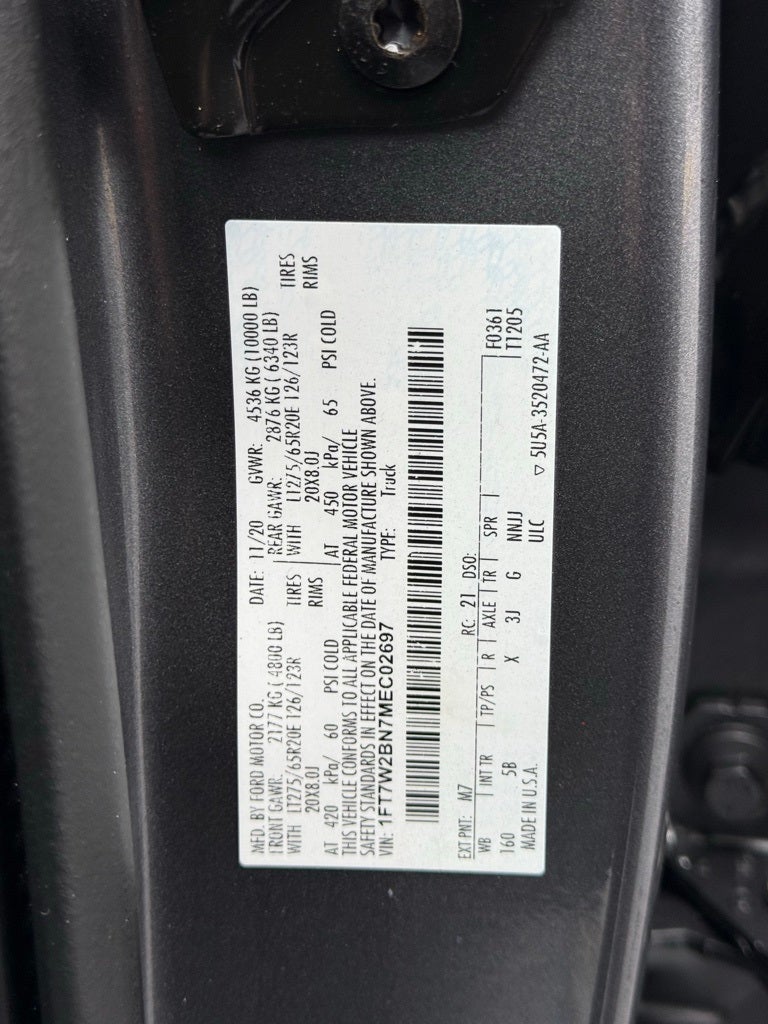 MFD. BY FORD MOTOR CO.
DATE: 11/20 GVWR: 4536 KG (10000 LB)
FRONT GAWR: 2177 KG ( 4800 LB) REAR GAWR: 2876 KG ( 6340 LB)
WITH LT275/65R20E 126/123R TIRES WITH LT275/65R20E 126/123R TIRES
20X8.0J RIMS 20X8.0J RIMS
AT 420 kPa/ 60 PSI COLD AT 450 kPa/ 65 PSI COLD
THIS VEHICLE CONFORMS TO ALL APPLICABLE FEDERAL MOTOR VEHICLE
SAFETY STANDARDS IN EFFECT ON THE DATE OF MANUFACTURE SHOWN ABOVE.
VIN: 1FT7W2BN7MEC02697 TYPE: Truck
EXT PNT: M7 RC: 21 DSO: F0361
WB INT TR TP/PS R AXLE TR SPR T1205
160 5B X 3J G NNJJ
MADE IN U.S.A. ULC ▽ 5U5A-3520472-AA